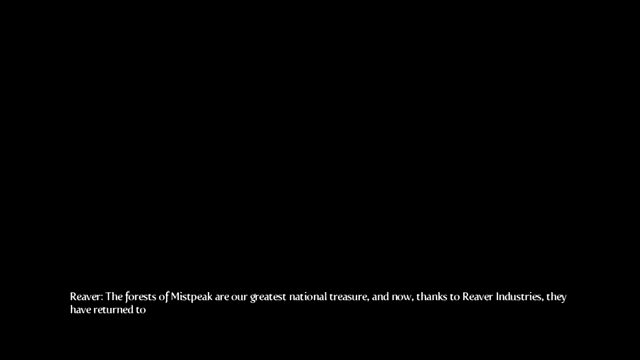 Reaver: The forests of Mistpeak are our greatest national treasure, and now, thanks to Reaver Industries, they
have returned to